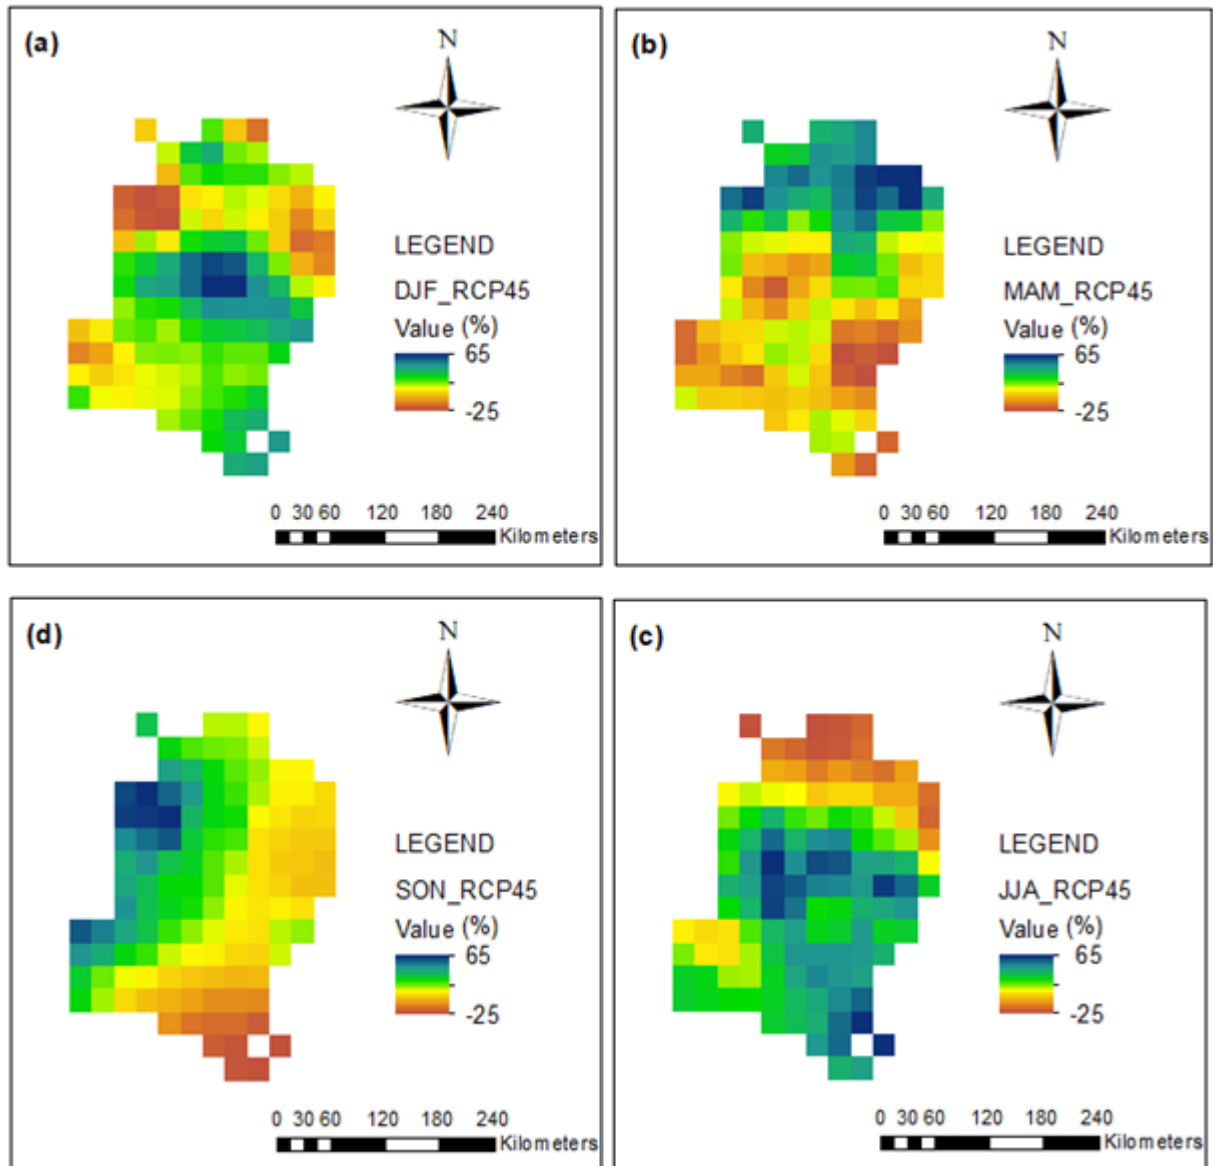 (a)
N
LEGEND
DJF_RCP45
Value (%)
65
-25
0 30 60 120 180 240
Kilometers
(b)
N
LEGEND
MAM_RCP45
Value (%)
65
-25
0 30 60 120 180 240
Kilometers
(d)
N
LEGEND
SON_RCP45
Value (%)
65
-25
0 30 60 120 180 240
Kilometers
(c)
N
LEGEND
JJA_RCP45
Value (%)
65
-25
0 30 60 120 180 240
Kilometers